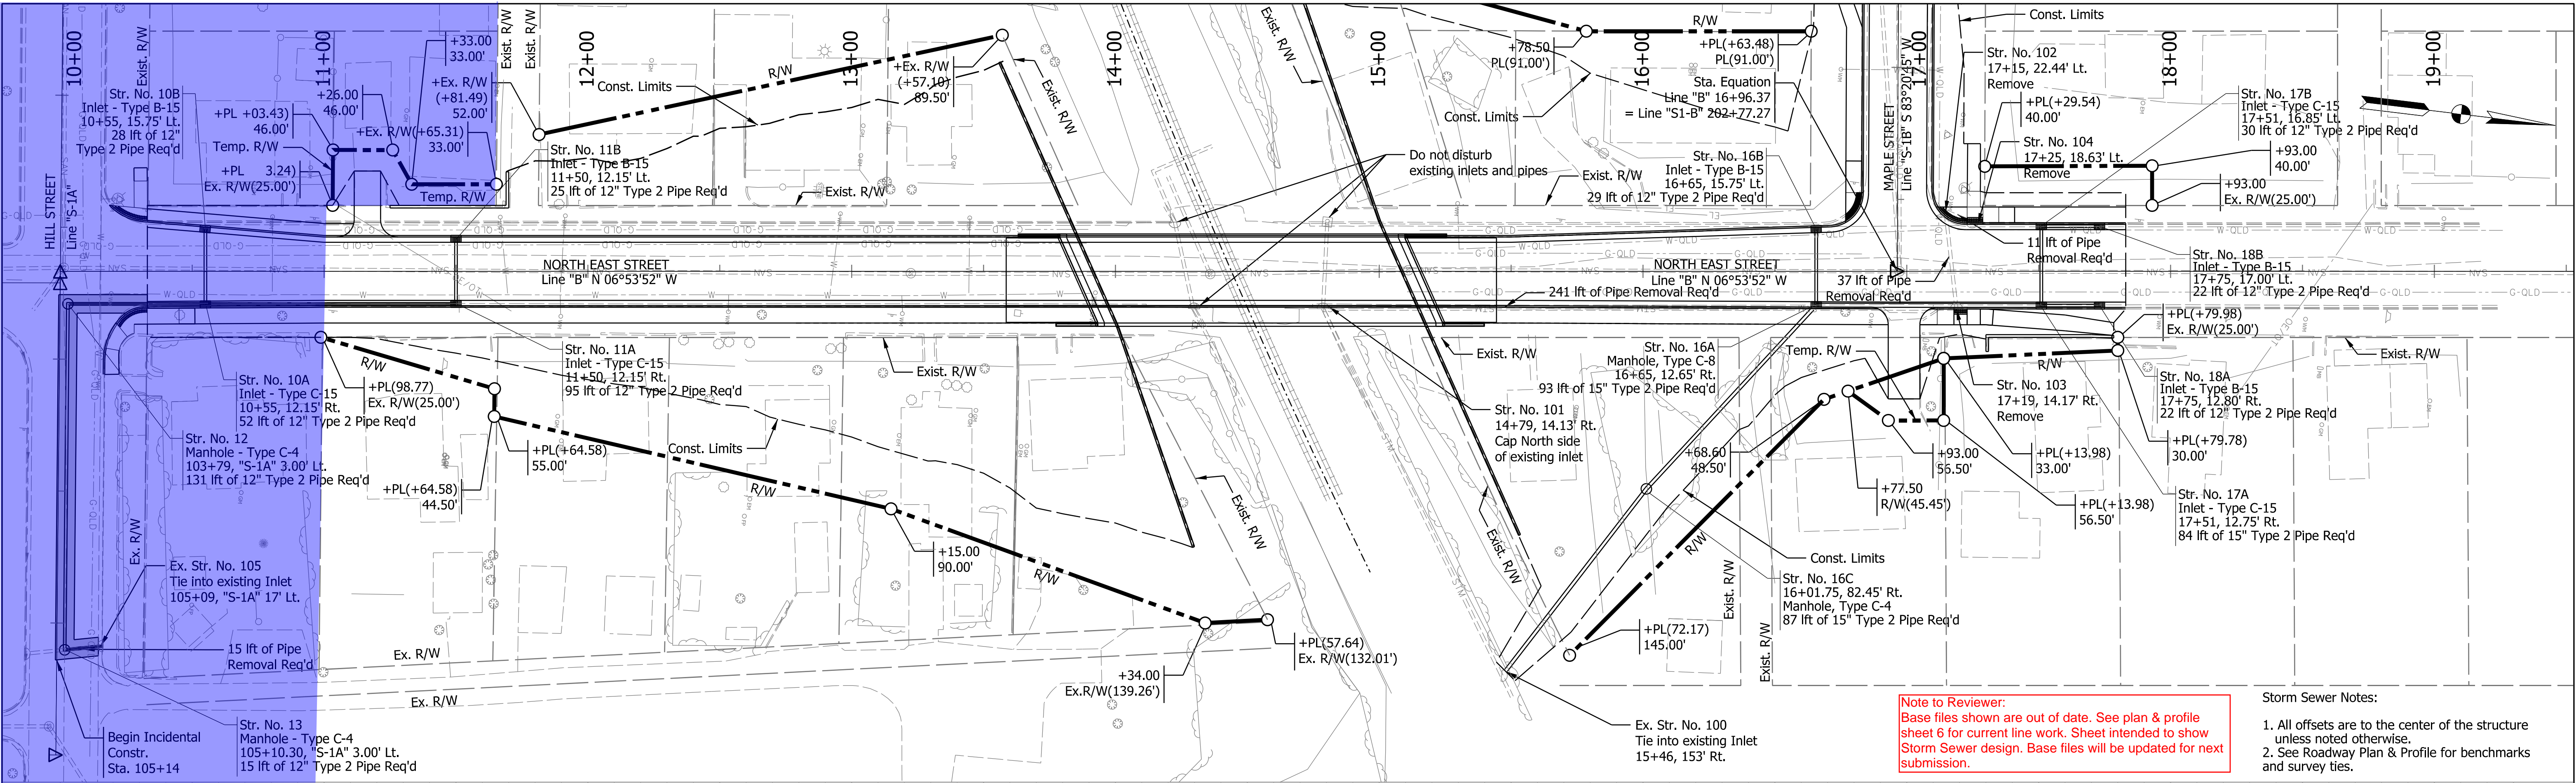 10+00
11+00
12+00
13+00
14+00
15+00
16+00
17+00
18+00
19+00
Exist. R/W
Exist. R/W
Exist. R/W
Exist. R/W
Exist. R/W
Exist. R/W
+33.00
33.00'
+Ex. R/W
(+81.49)
52.00'
+26.00
46.00'
+Ex. R/W(+65.31)
33.00'
Str. No. 10B
Inlet - Type B-15
10+55, 15.75' Lt.
28 lft of 12"
Type 2 Pipe Req'd
+PL +03.43)
46.00'
Temp. R/W
+PL 3.24)
Ex. R/W(25.00')
Temp. R/W
Str. No. 11B
Inlet - Type B-15
11+50, 12.15' Lt.
25 lft of 12" Type 2 Pipe Req'd
Const. Limits
R/W
+Ex. R/W
(+57.10)
89.50'
Exist. R/W
+78.50
PL(91.00')
R/W
+PL(+63.48)
PL(91.00')
Sta. Equation
Line "B" 16+96.37
= Line "S1-B" 202+77.27
Const. Limits
Do not disturb
existing inlets and pipes
Exist. R/W
Str. No. 16B
Inlet - Type B-15
16+65, 15.75' Lt.
29 lft of 12" Type 2 Pipe Req'd
MAPLE STREET
Line "S-1B" S 83°20'45" W
Const. Limits
Str. No. 102
17+15, 22.44' Lt.
Remove
+PL(+29.54)
40.00'
Str. No. 104
17+25, 18.63' Lt.
Remove
Str. No. 17B
Inlet - Type C-15
17+51, 16.85' Lt.
30 lft of 12" Type 2 Pipe Req'd
+93.00
40.00'
+93.00
Ex. R/W(25.00')
HILL STREET
Line "S-1A"
NORTH EAST STREET
Line "B" N 06°53'52" W
NORTH EAST STREET
Line "B" N 06°53'52" W
241 lft of Pipe Removal Req'd
37 lft of Pipe
Removal Req'd
11 lft of Pipe
Removal Req'd
Str. No. 18B
Inlet - Type B-15
17+75, 17.00' Lt.
22 lft of 12" Type 2 Pipe Req'd
+PL(+79.98)
Ex. R/W(25.00')
Exist. R/W
R/W
Str. No. 10A
Inlet - Type C-15
10+55, 12.15' Rt.
52 lft of 12" Type 2 Pipe Req'd
+PL(98.77)
Ex. R/W(25.00')
Str. No. 11A
Inlet - Type C-15
11+50, 12.15' Rt.
95 lft of 12" Type 2 Pipe Req'd
Exist. R/W
Exist. R/W
Str. No. 12
Manhole - Type C-4
103+79, "S-1A" 3.00' Lt.
131 lft of 12" Type 2 Pipe Req'd
+PL(+64.58)
55.00'
+PL(+64.58)
44.50'
Const. Limits
R/W
Str. No. 101
14+79, 14.13' Rt.
Cap North side
of existing inlet
Str. No. 16A
Manhole, Type C-8
16+65, 12.65' Rt.
93 lft of 15" Type 2 Pipe Req'd
Temp. R/W
R/W
+68.60
48.50'
+77.50
R/W(45.45')
+93.00
56.50'
Str. No. 103
17+19, 14.17' Rt.
Remove
+PL(+13.98)
33.00'
+PL(+13.98)
56.50'
Str. No. 18A
Inlet - Type B-15
17+75, 12.80' Rt.
22 lft of 12" Type 2 Pipe Req'd
+PL(+79.78)
30.00'
Str. No. 17A
Inlet - Type C-15
17+51, 12.75' Rt.
84 lft of 15" Type 2 Pipe Req'd
Ex. R/W
Ex. Str. No. 105
Tie into existing Inlet
105+09, "S-1A" 17' Lt.
15 lft of Pipe
Removal Req'd
+15.00
90.00'
R/W
Exist. R/W
Exist. R/W
R/W
Const. Limits
Exist. R/W
Exist. R/W
Str. No. 16C
16+01.75, 82.45' Rt.
Manhole, Type C-4
87 lft of 15" Type 2 Pipe Req'd
+PL(72.17)
145.00'
Ex. R/W
Ex. R/W
+34.00
Ex.R/W(139.26')
+PL(57.64)
Ex. R/W(132.01')
Begin Incidental
Constr.
Sta. 105+14
Str. No. 13
Manhole - Type C-4
105+10.30, "S-1A" 3.00' Lt.
15 lft of 12" Type 2 Pipe Req'd
Ex. Str. No. 100
Tie into existing Inlet
15+46, 153' Rt.
Note to Reviewer:
Base files shown are out of date. See plan & profile
sheet 6 for current line work. Sheet intended to show
Storm Sewer design. Base files will be updated for next
submission.
Storm Sewer Notes:
1. All offsets are to the center of the structure
unless noted otherwise.
2. See Roadway Plan & Profile for benchmarks
and survey ties.